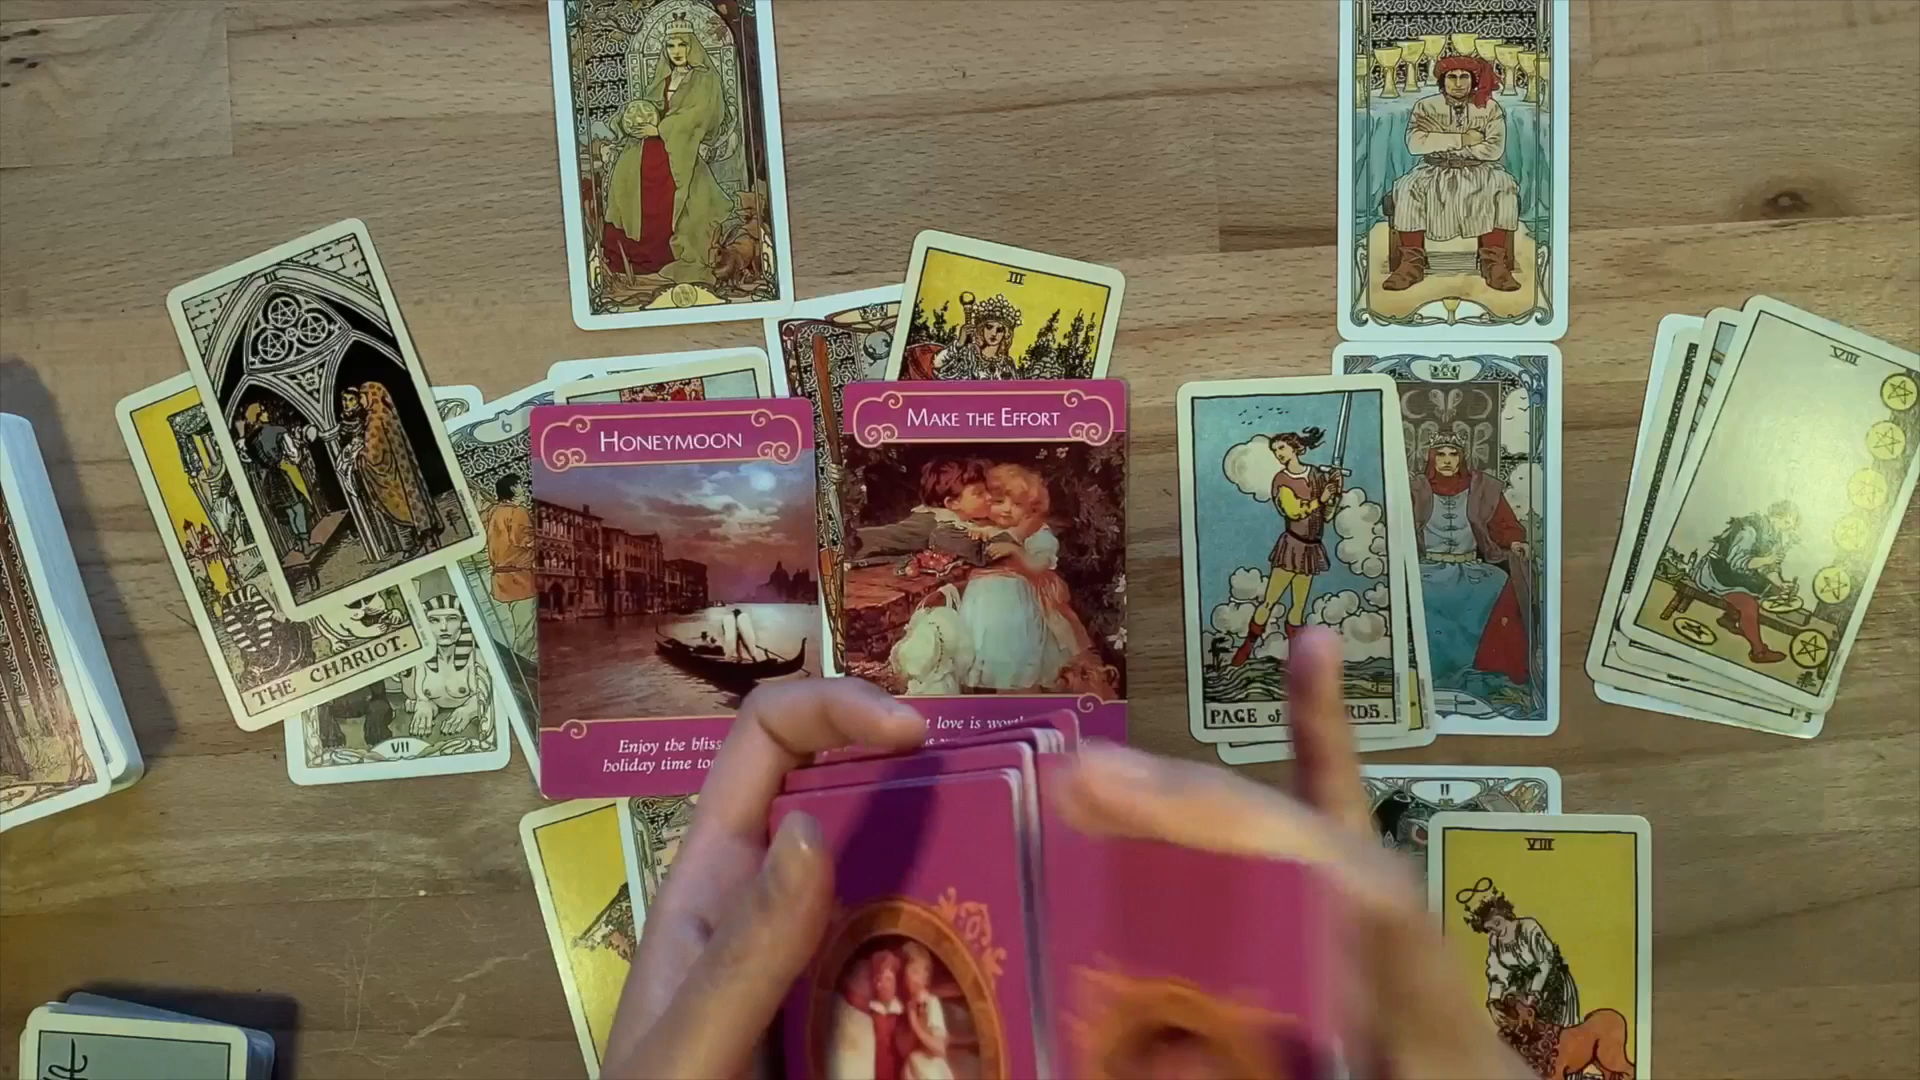 III
VIII
HONEYMOON
MAKE THE EFFORT
6
THE CHARIOT.
VII
PAGE of
RDS.
Enjoy the bliss
holiday time to
t love is wort
II
VIII